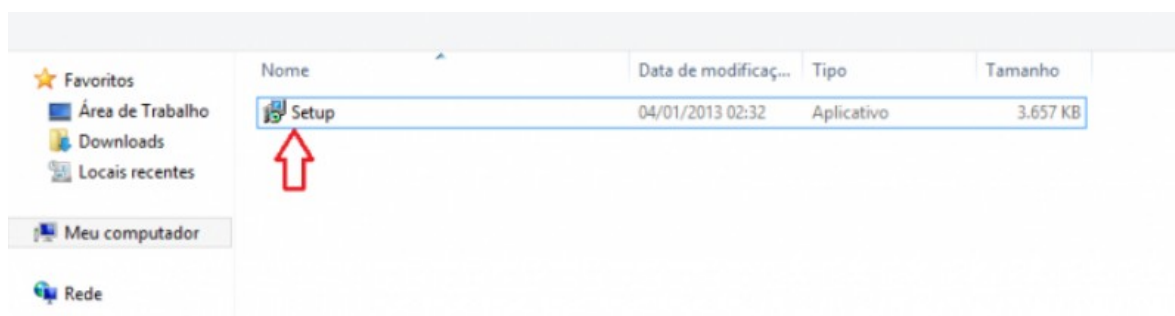 Favoritos
Área de Trabalho
Downloads
Locais recentes
Meu computador
Rede
Nome Data de modificaç... Tipo Tamanho
Setup 04/01/2013 02:32 Aplicativo 3.657 KB